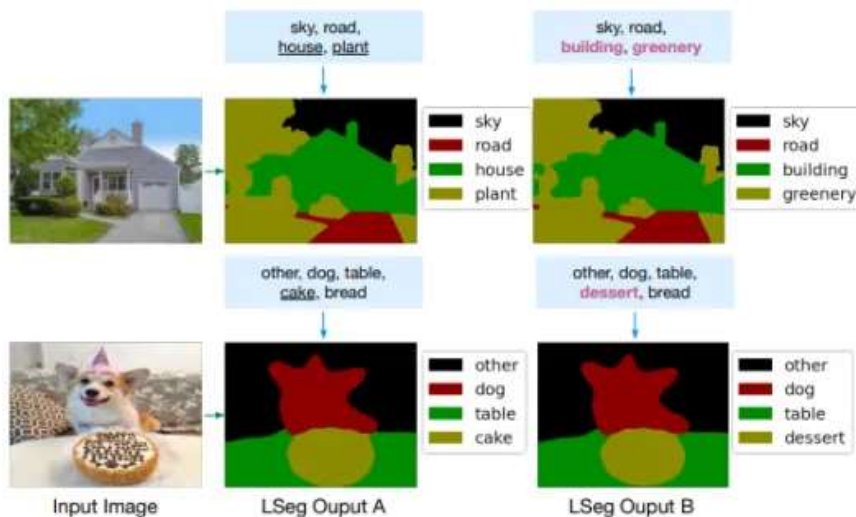 sky, road,
house, plant
sky, road,
building, greenery
sky
road
house
plant
sky
road
building
greenery
other, dog, table,
cake, bread
other, dog, table,
dessert, bread
other
dog
table
cake
other
dog
table
dessert
Input Image
LSeg Ouput A
LSeg Ouput B